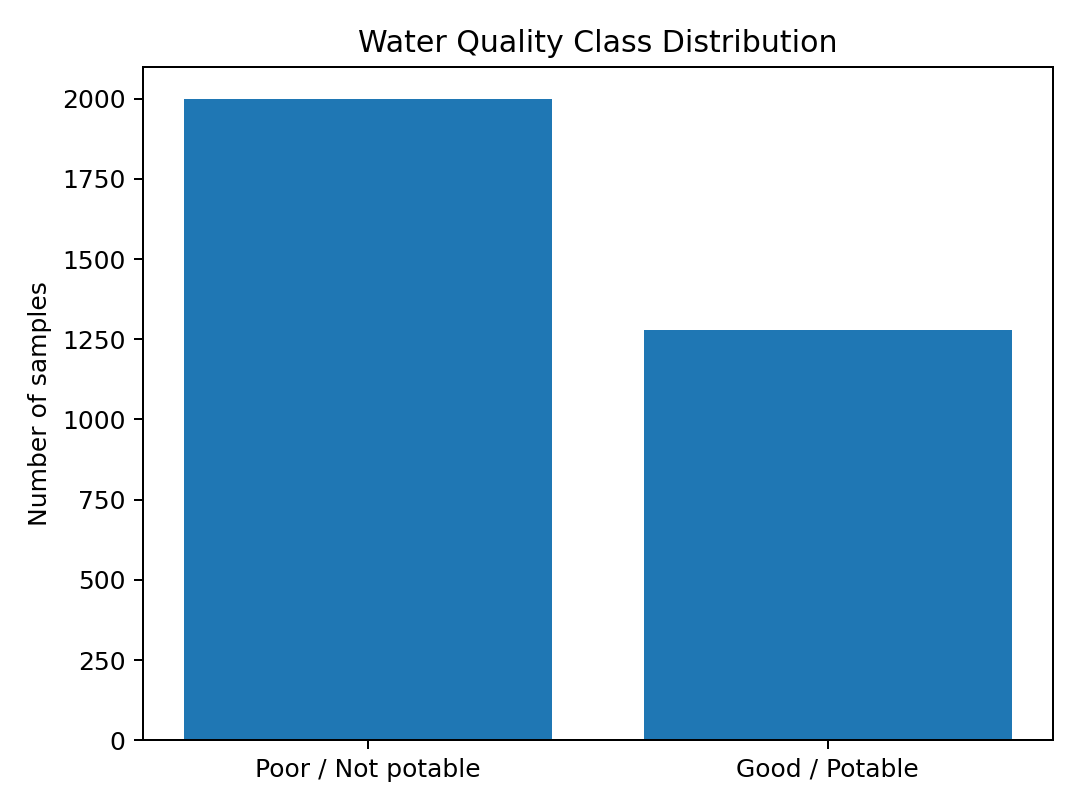 Water Quality Class Distribution
Number of samples
2000
1750
1500
1250
1000
750
500
250
0
Poor / Not potable
Good / Potable